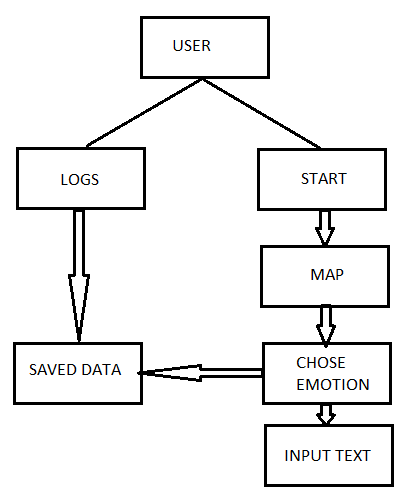 USER
LOGS
START
MAP
SAVED DATA
CHOSE
EMOTION
INPUT TEXT